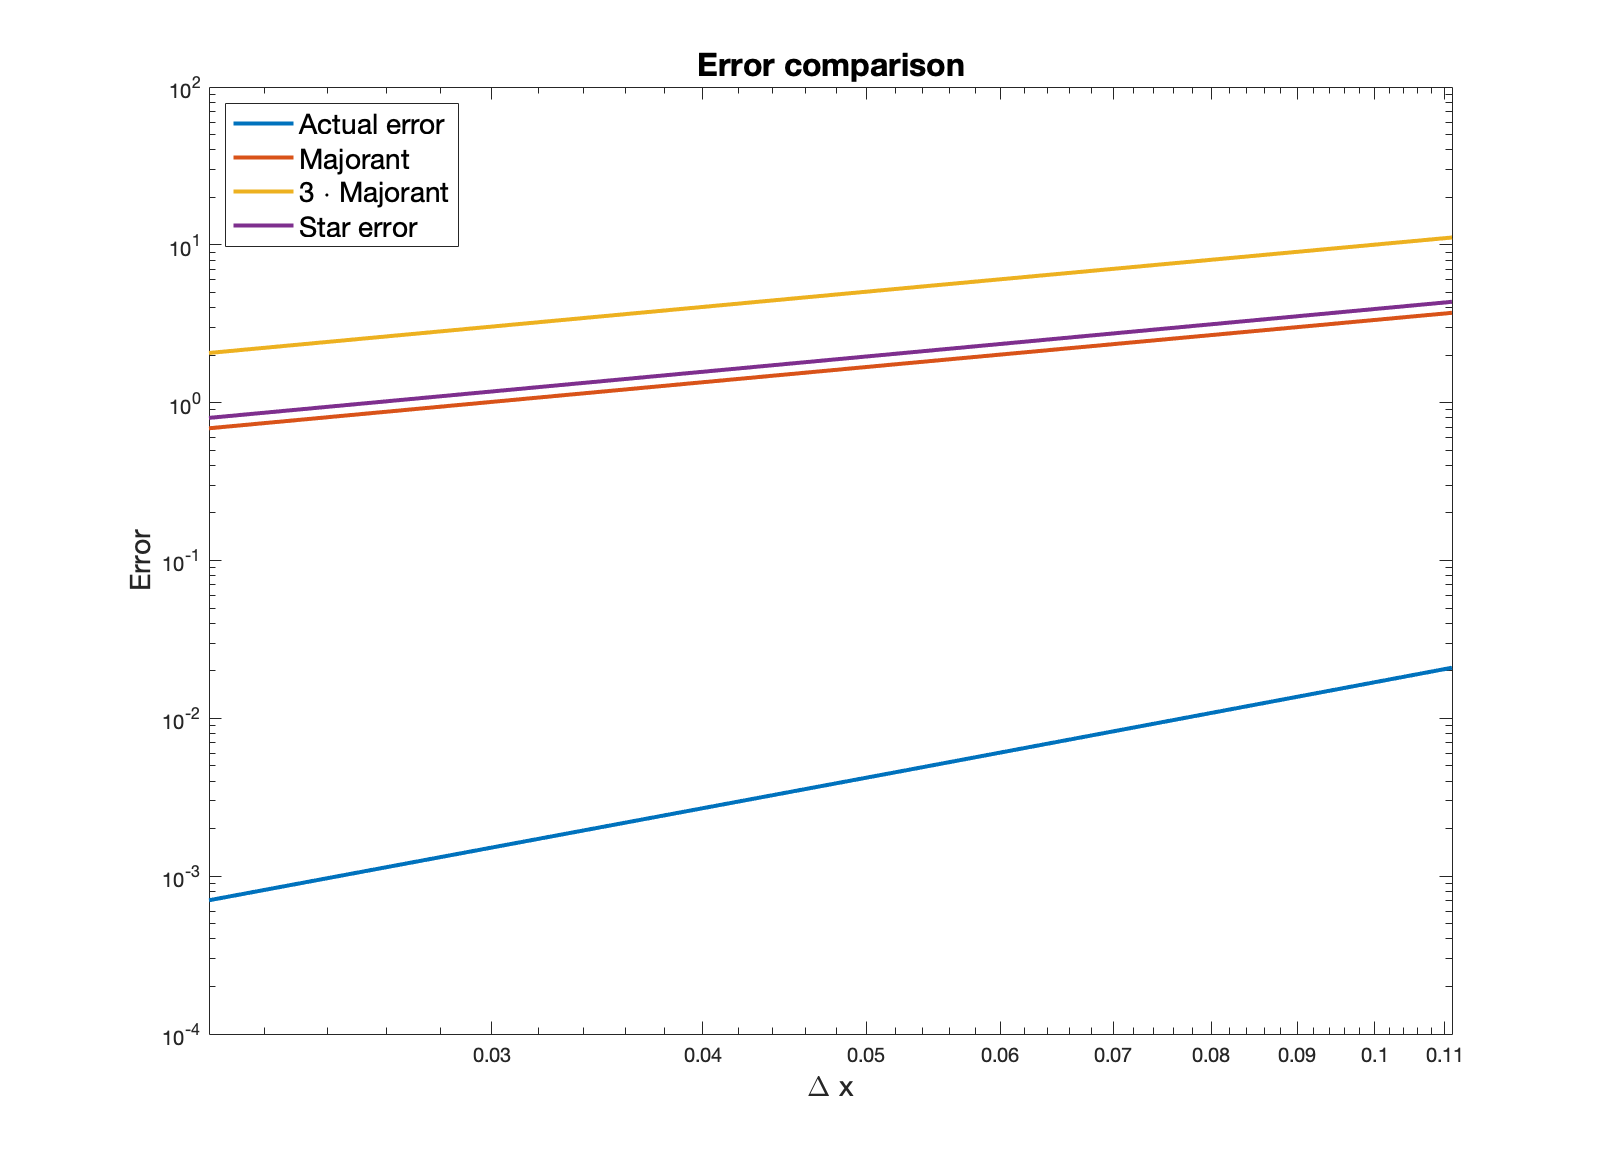 Error comparison
10^2
Actual error
Majorant
3 · Majorant
Star error
10^1
10^0
Error
10^-1
10^-2
10^-3
10^-4
0.03 0.04 0.05 0.06 0.07 0.08 0.09 0.1 0.11
Δ x